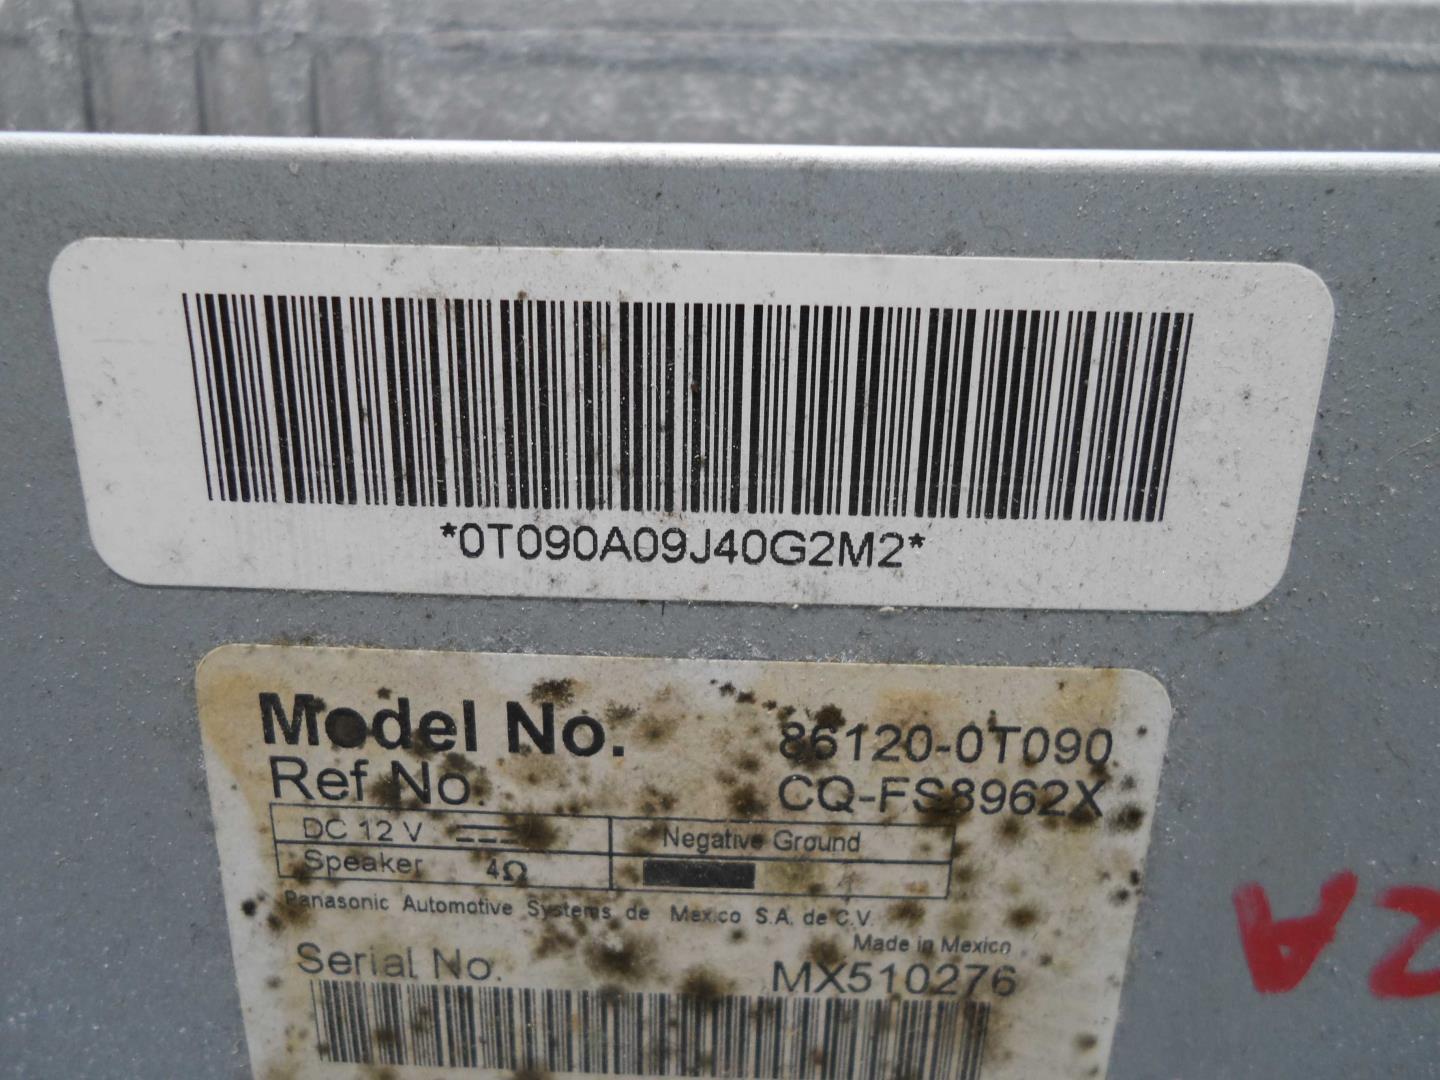 *0T090A09J40G2M2*
Model No. 86120-0T090
Ref No. CQ-FS8962X
DC 12 V Negative Ground
Speaker 4Ω
Panasonic Automotive Systems de Mexico S.A. de C.V.
Made in Mexico
Serial No. MX510276
2A